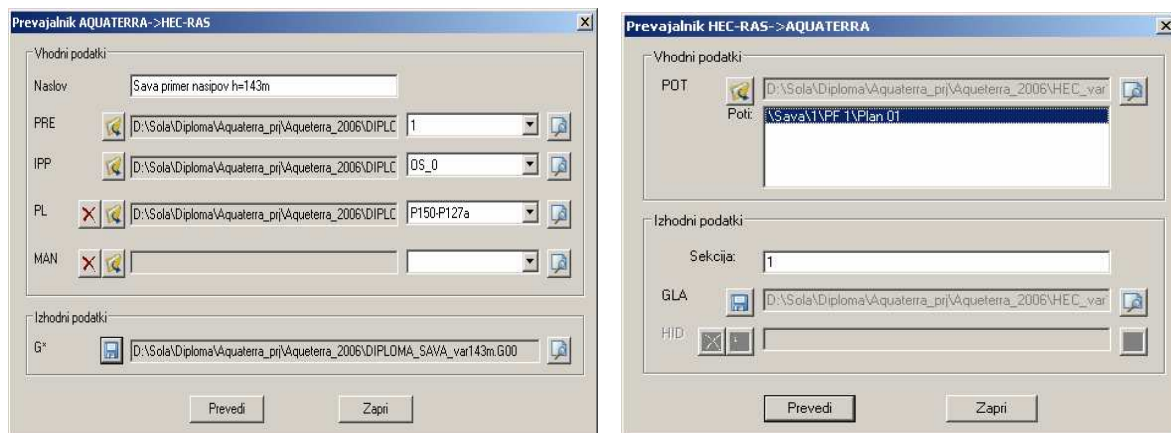 Prevajalnik AQUATERRA->HEC-RAS
Vhodni podatki
Naslov Sava primer nasipov h=143m
PRE D:\Sola\Diploma\Aquaterra_prj\Aqueterra_2006\DIPLC 1
IPP D:\Sola\Diploma\Aquaterra_prj\Aqueterra_2006\DIPLC OS_0
PL D:\Sola\Diploma\Aquaterra_prj\Aqueterra_2006\DIPLC P150-P127a
MAN
Izhodni podatki
G* D:\Sola\Diploma\Aquaterra_prj\Aqueterra_2006\DIPLOMA_SAVA_var143m.G00
Prevedi Zapri
Prevajalnik HEC-RAS->AQUATERRA
Vhodni podatki
POT D:\Sola\Diploma\Aquaterra_prj\Aqueterra_2006\HEC_var
Poti: \Sava\1\PF 1\Plan 01
Izhodni podatki
Sekcija: 1
GLA D:\Sola\Diploma\Aquaterra_prj\Aqueterra_2006\HEC_var
HID
Prevedi Zapri